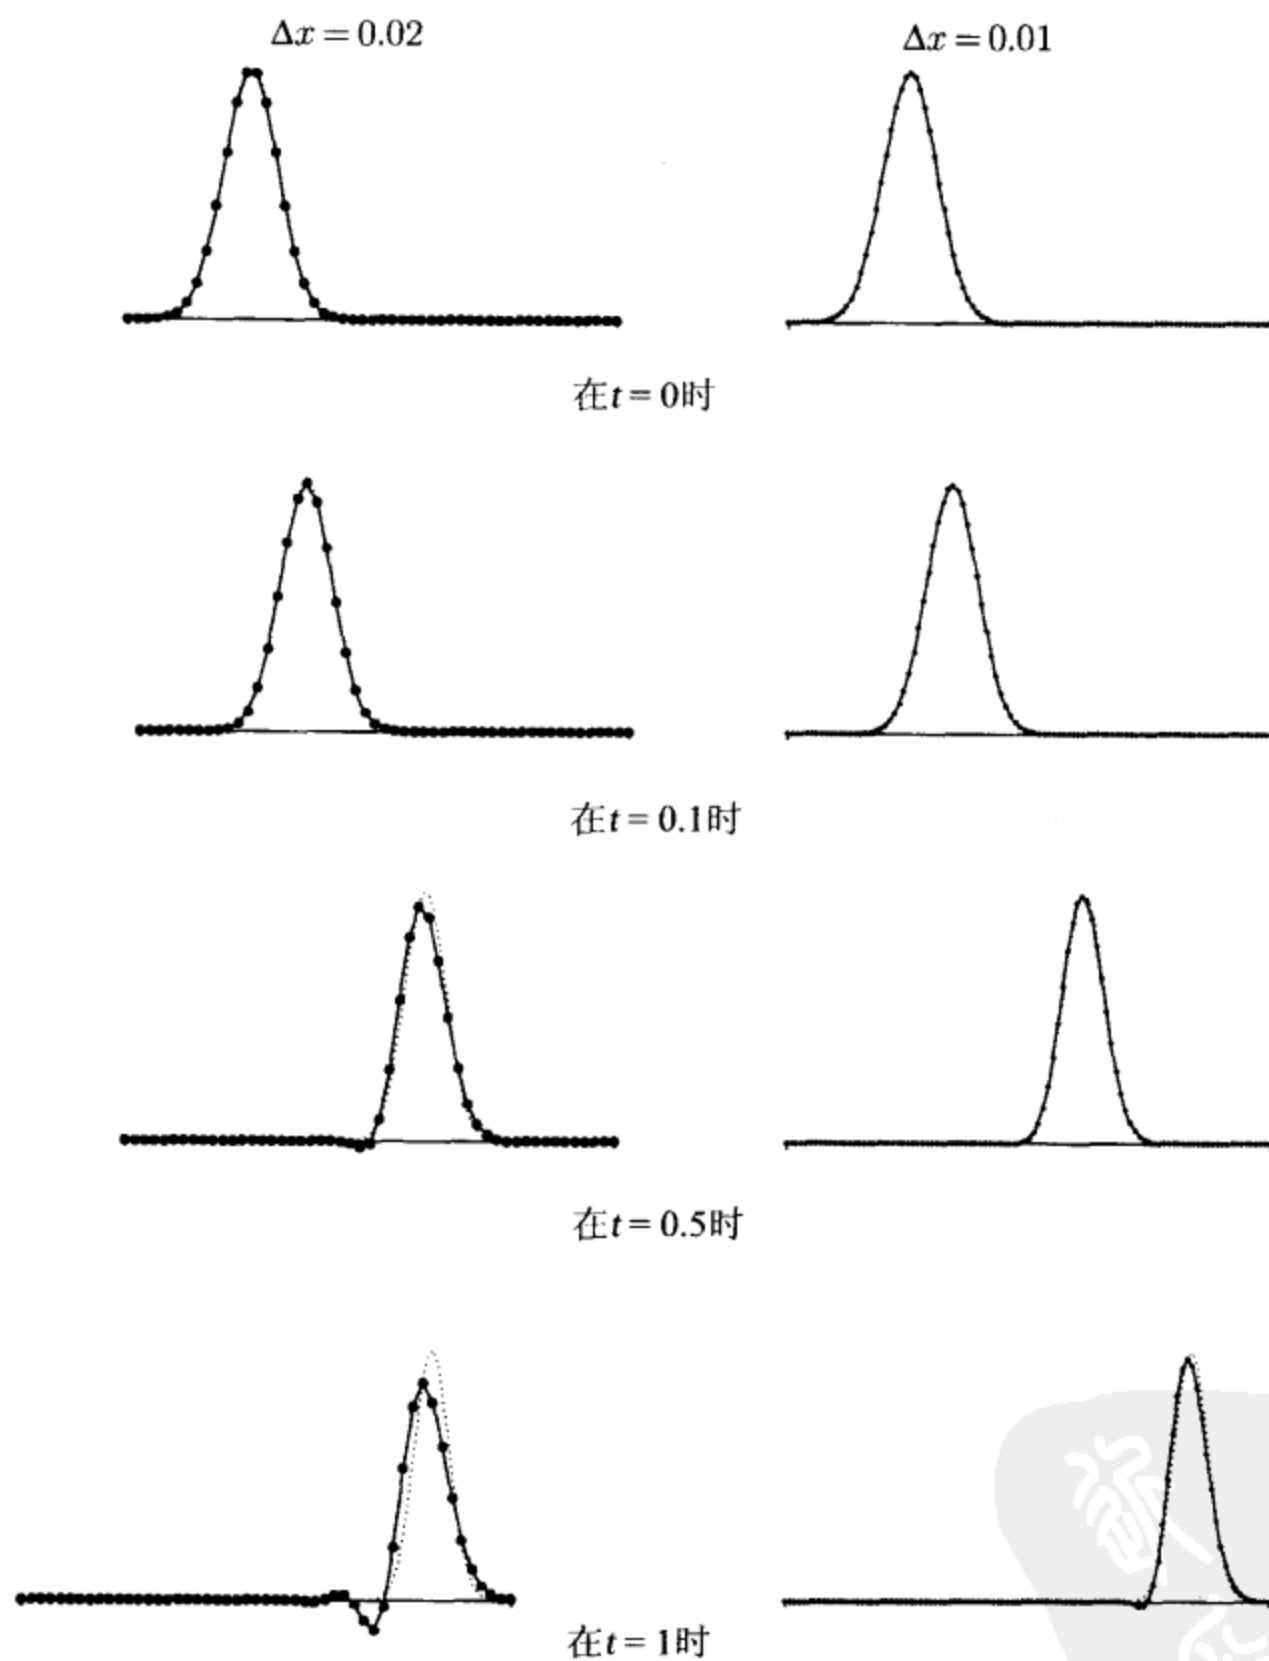 Δx = 0.02
Δx = 0.01
在t = 0时
在t = 0.1时
在t = 0.5时
在t = 1时